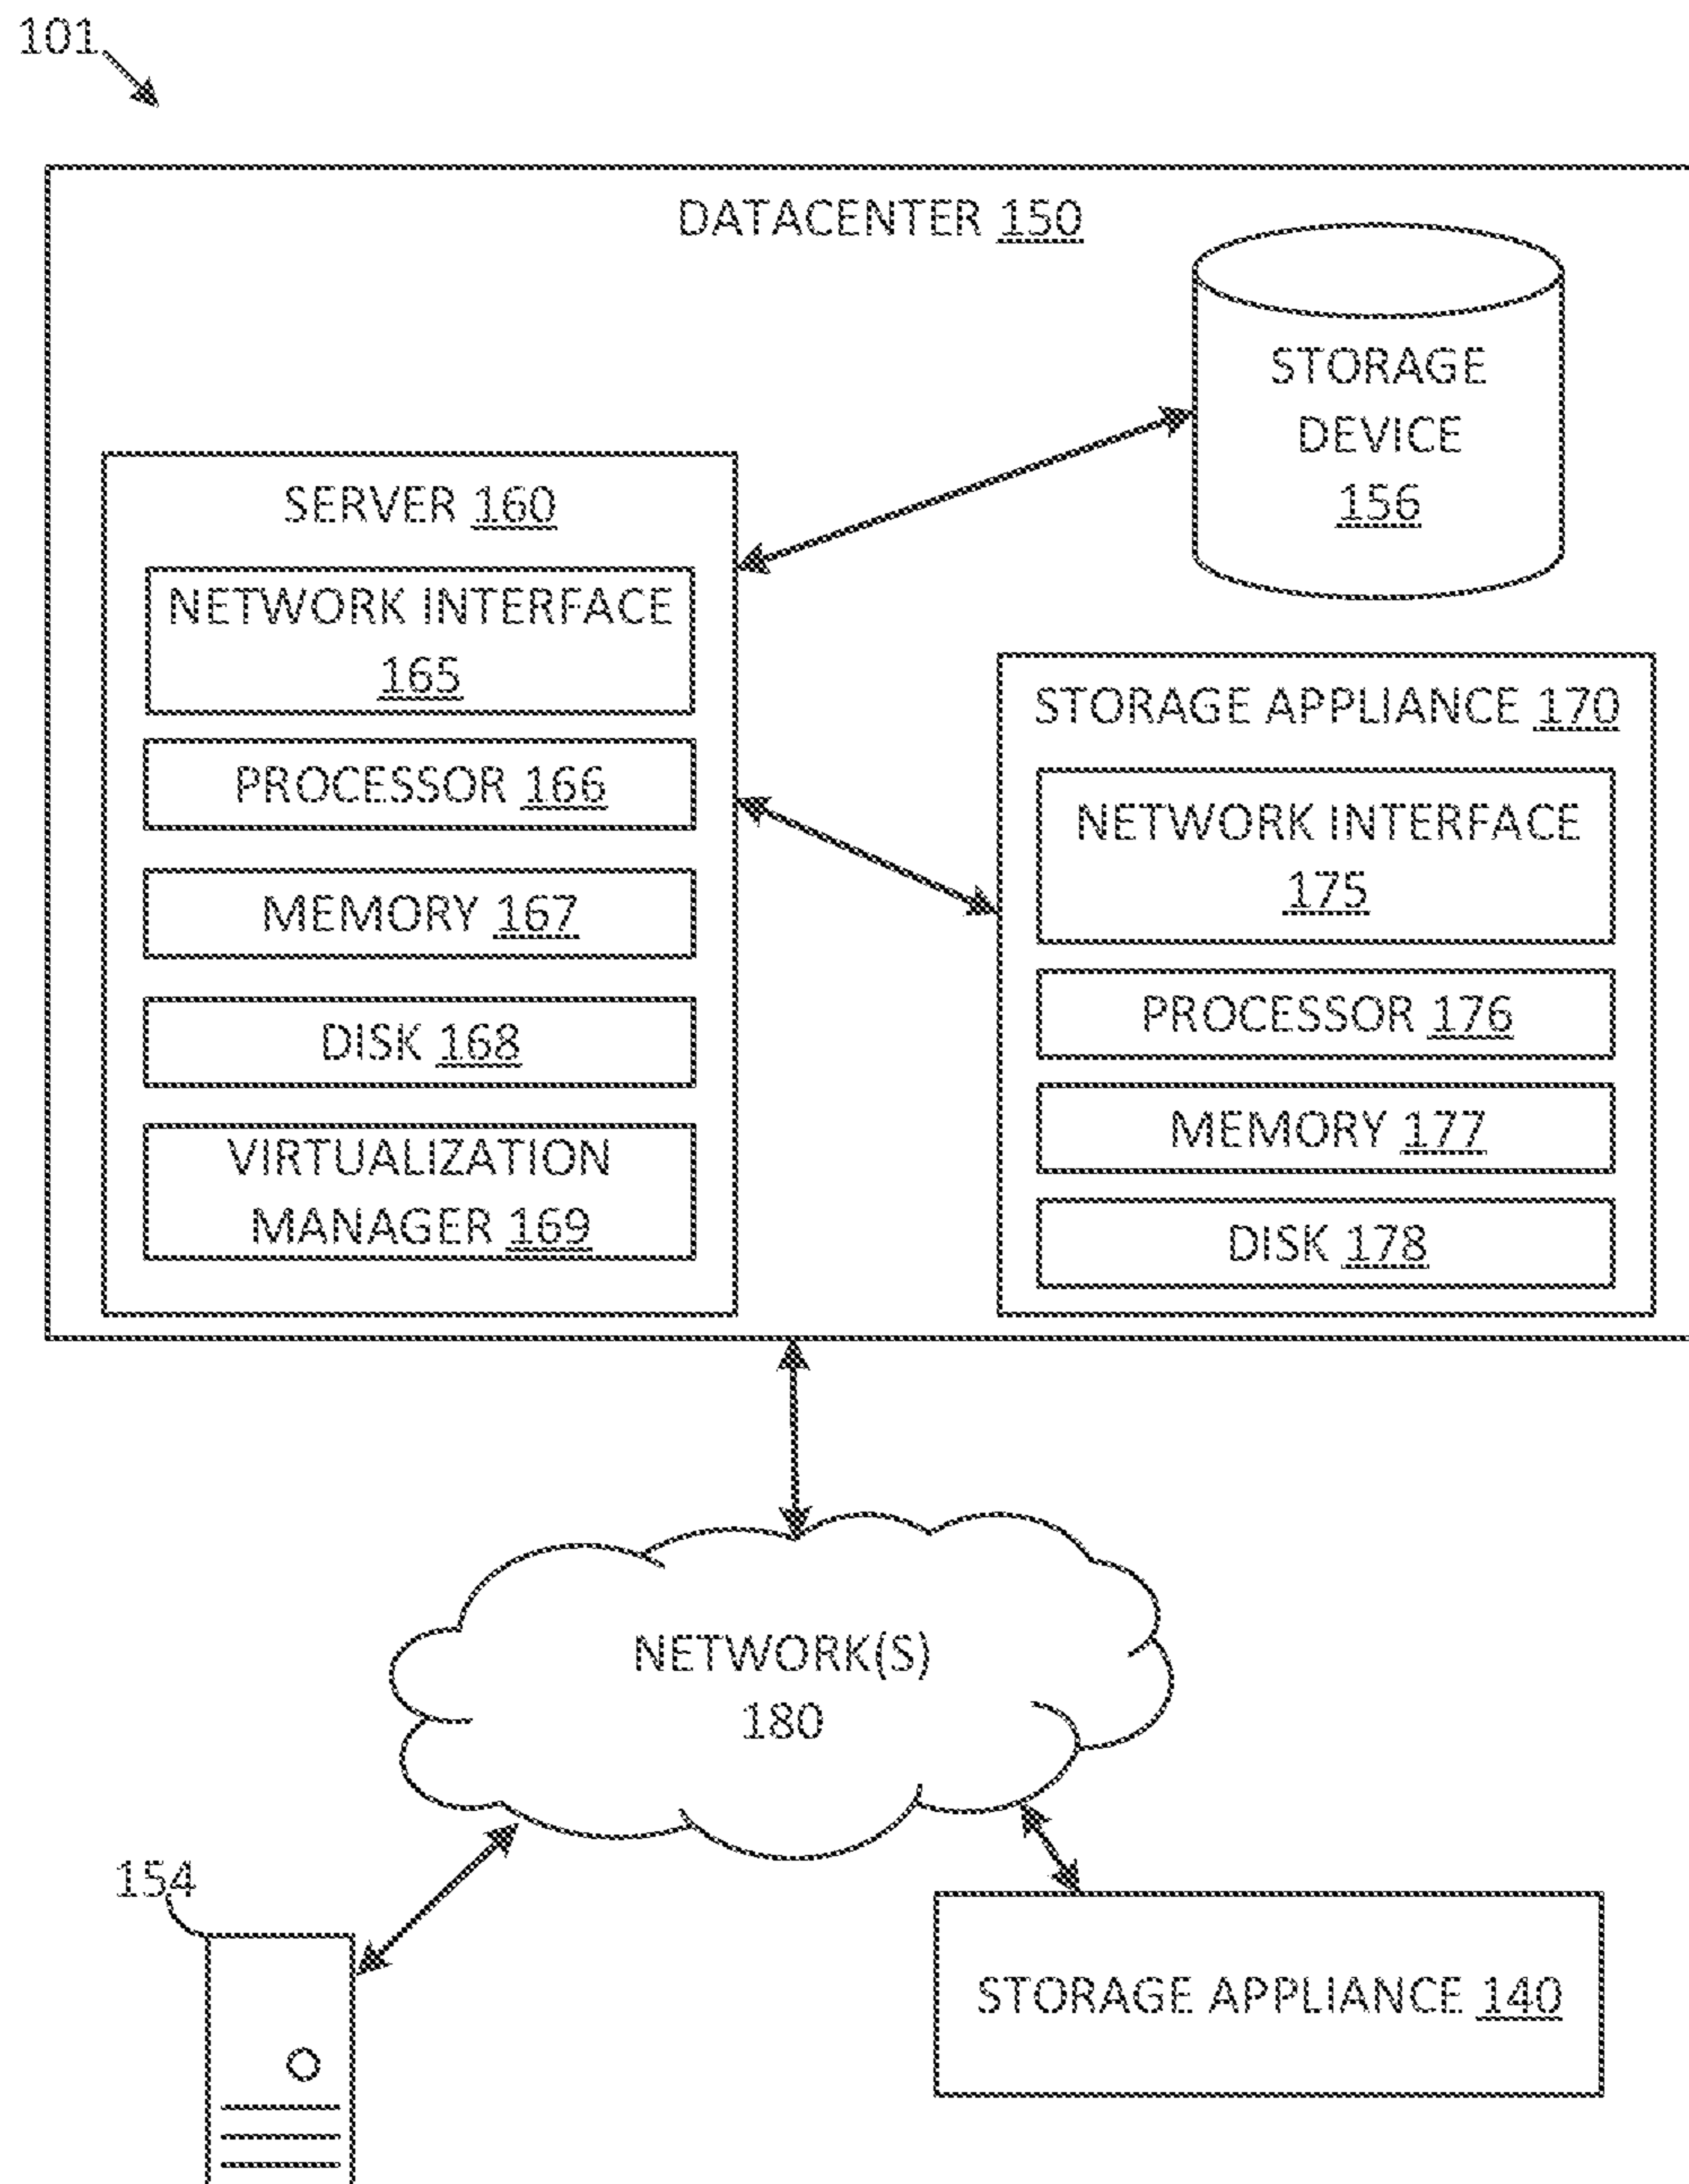 101
DATACENTER 150
STORAGE
DEVICE
156
SERVER 160
NETWORK INTERFACE
165
PROCESSOR 166
MEMORY 167
DISK 168
VIRTUALIZATION
MANAGER 169
STORAGE APPLIANCE 170
NETWORK INTERFACE
175
PROCESSOR 176
MEMORY 177
DISK 178
NETWORK(S)
180
154
STORAGE APPLIANCE 140